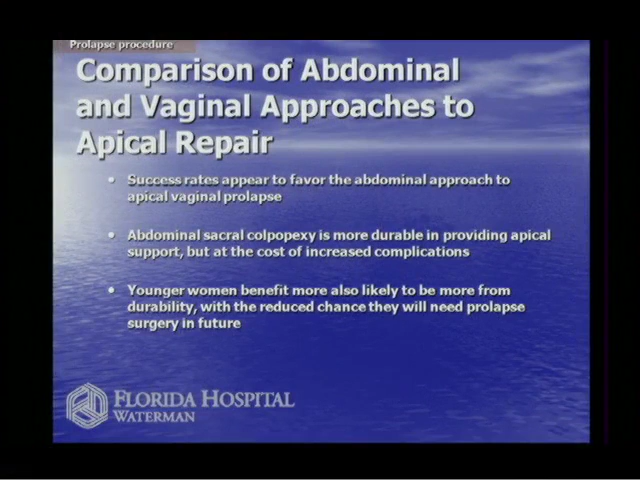 Prolapse procedure
Comparison of Abdominal
and Vaginal Approaches to
Apical Repair
• Success rates appear to favor the abdominal approach to
apical vaginal prolapse
• Abdominal sacral colpopexy is more durable in providing apical
support, but at the cost of increased complications
• Younger women benefit more also likely to be more from
durability, with the reduced chance they will need prolapse
surgery in future
FLORIDA HOSPITAL
WATERMAN